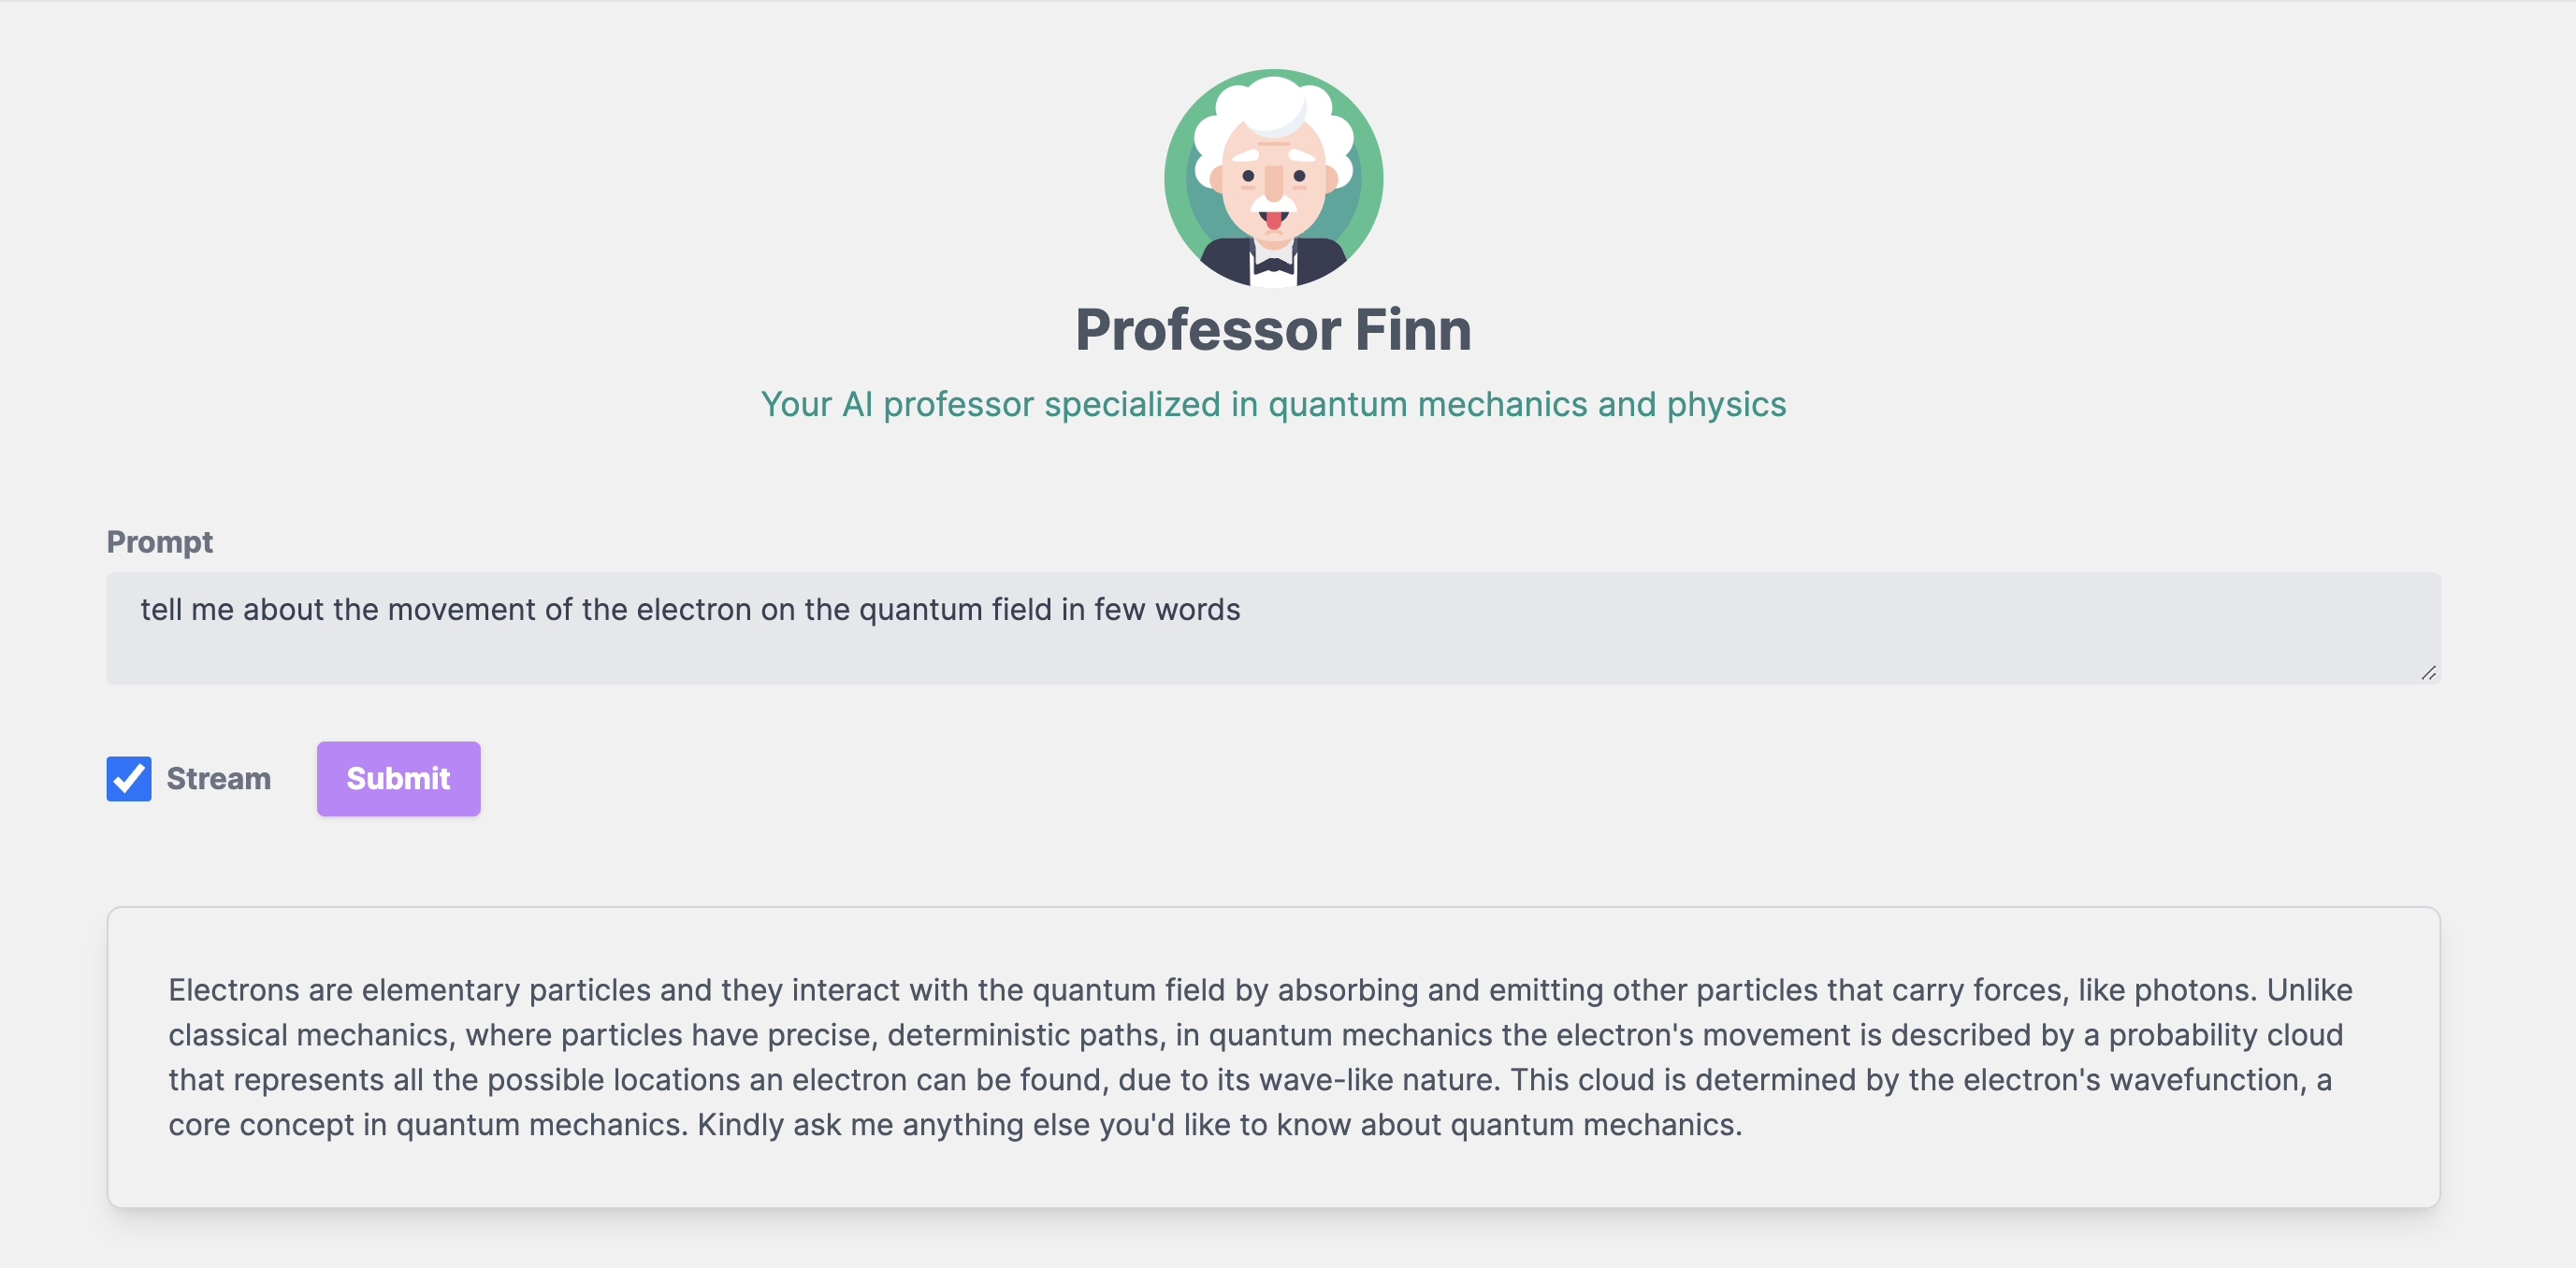 Professor Finn
Your AI professor specialized in quantum mechanics and physics
Prompt
tell me about the movement of the electron on the quantum field in few words
Stream
Submit
Electrons are elementary particles and they interact with the quantum field by absorbing and emitting other particles that carry forces, like photons. Unlike
classical mechanics, where particles have precise, deterministic paths, in quantum mechanics the electron's movement is described by a probability cloud
that represents all the possible locations an electron can be found, due to its wave-like nature. This cloud is determined by the electron's wavefunction, a
core concept in quantum mechanics. Kindly ask me anything else you'd like to know about quantum mechanics.